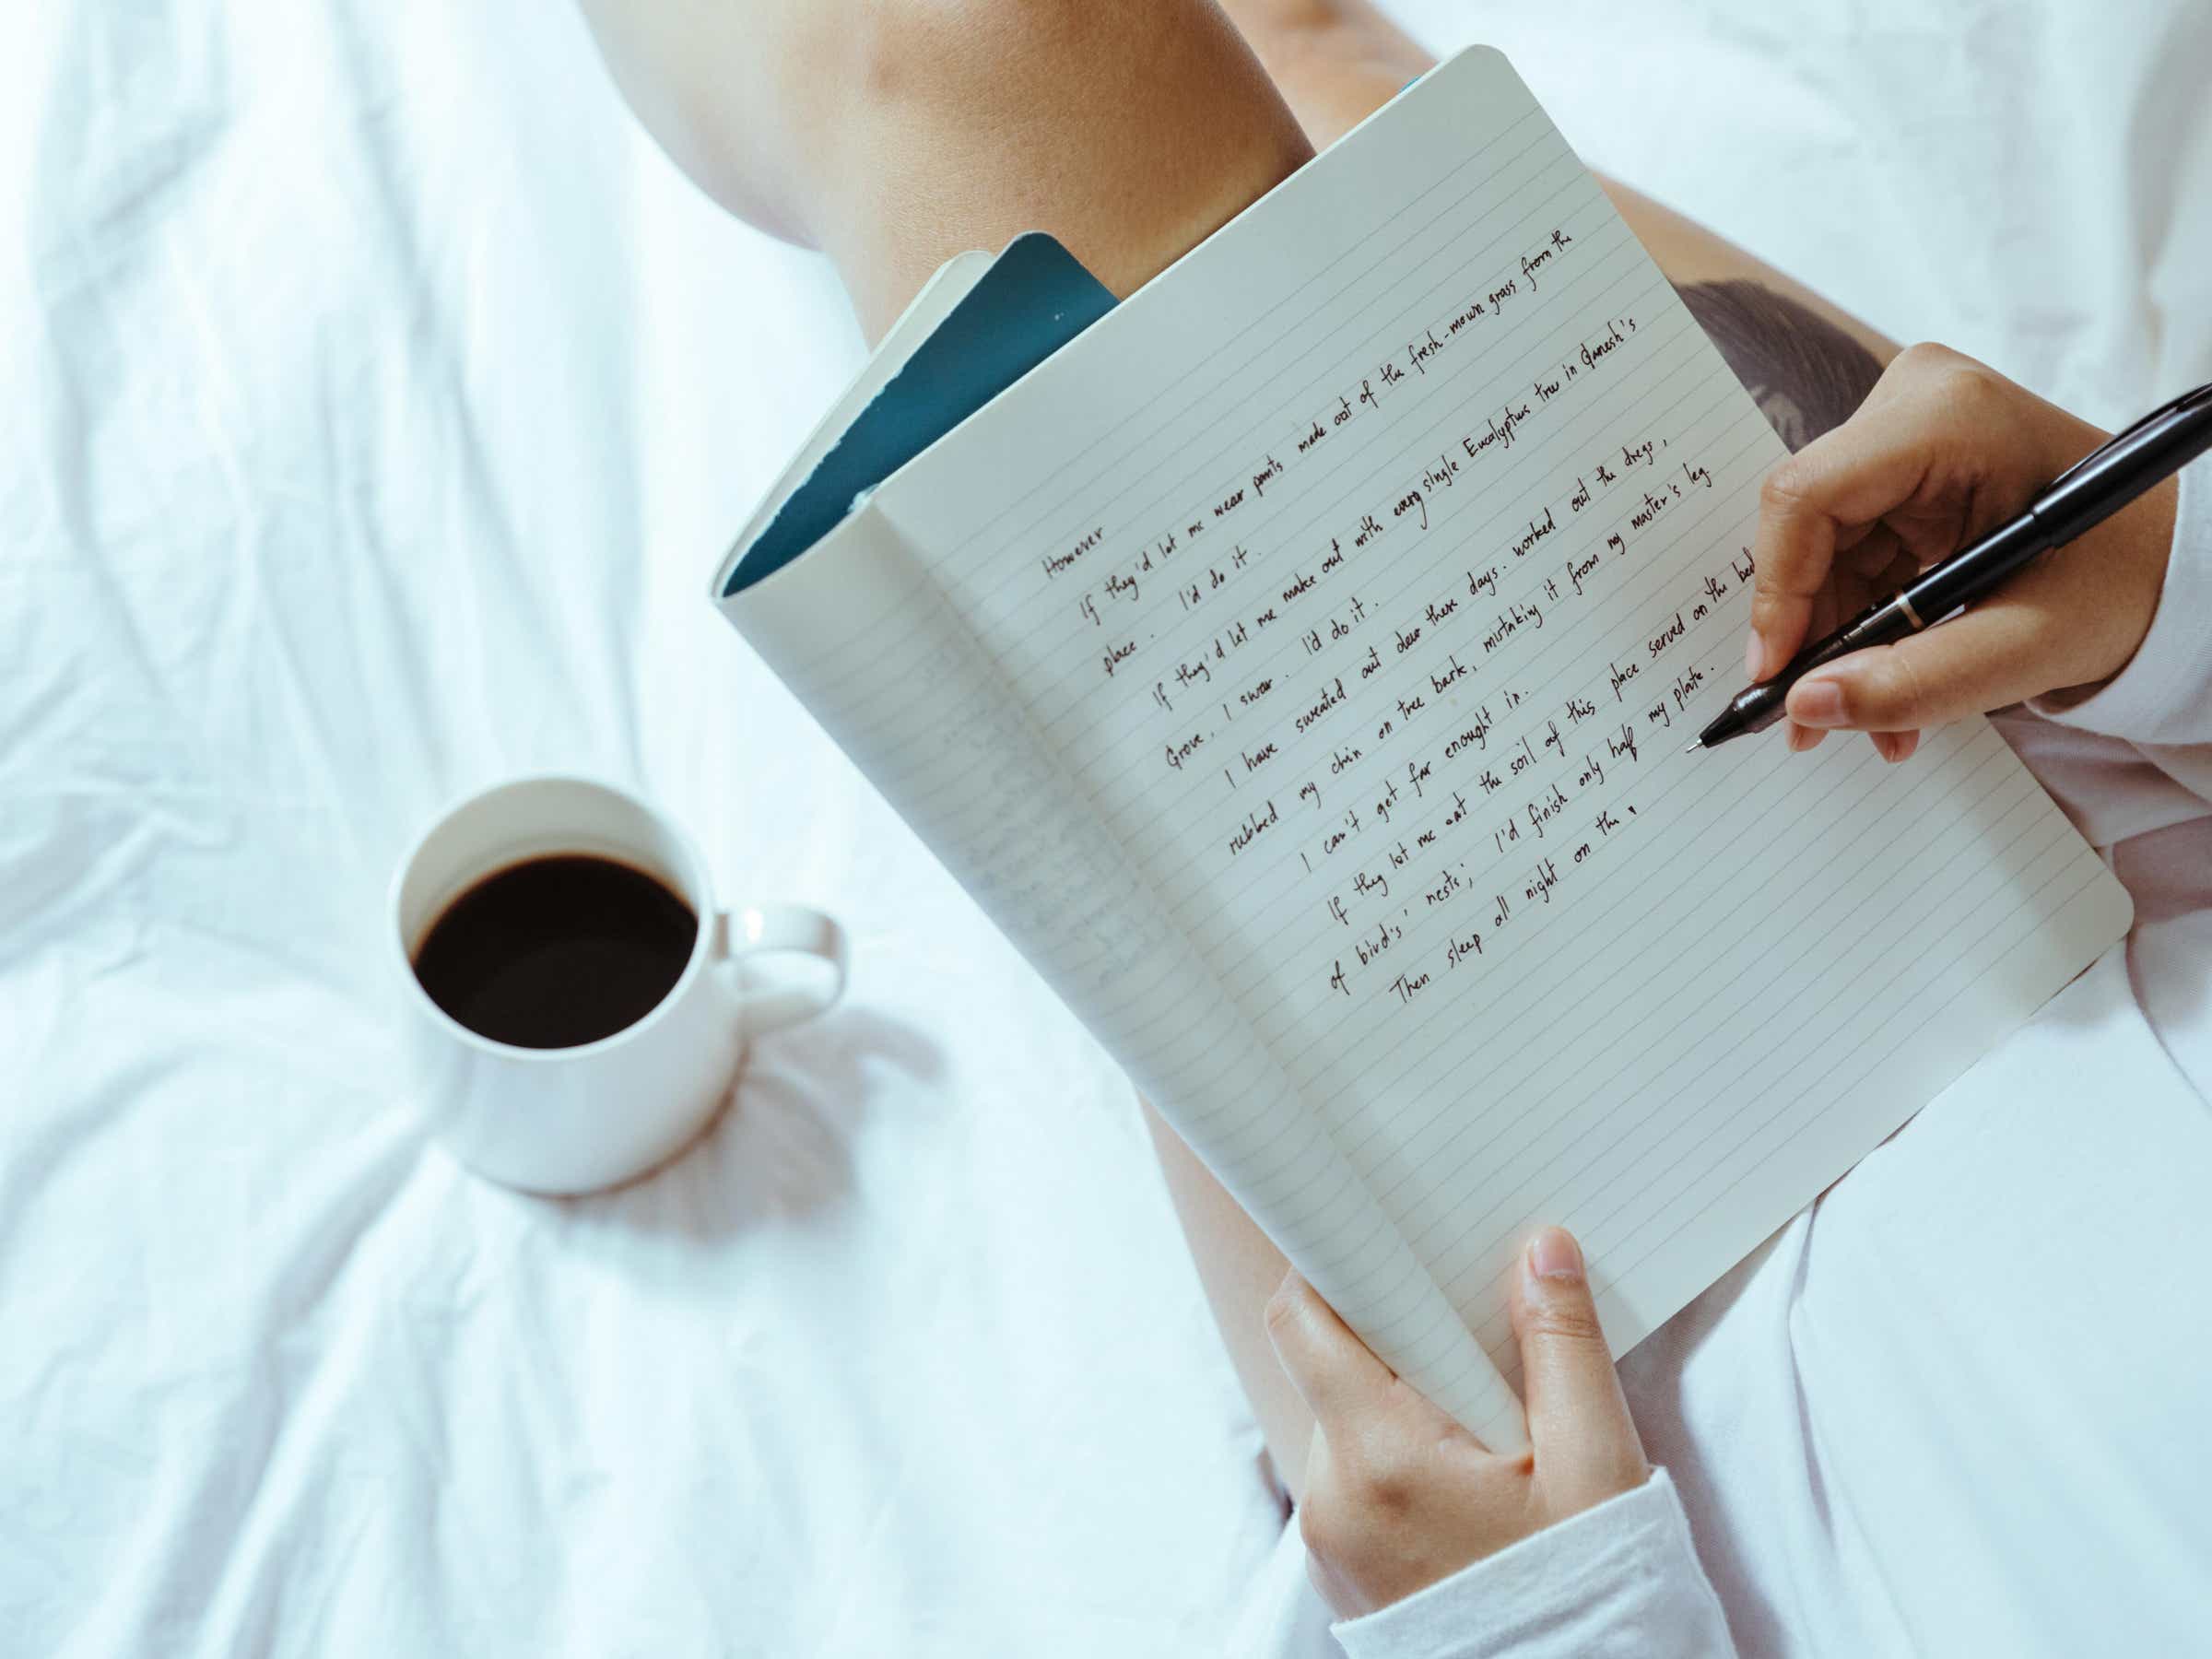 However
If they'd let me wear pants made out of the fresh-mown grass from the
place. I'd do it.
If they'd let me make out with every single Eucalyptus tree in Ganesh's
Grove, I swear. I'd do it.
I have sweated out dew these days. worked out the dregs,
rubbed my chin on tree bark, mistaking it from my master's leg.
I can't get far enought in.
If they let me eat the soil of this place served on the bed
of bird's' nests; I'd finish only half my plate.
Then sleep all night on the